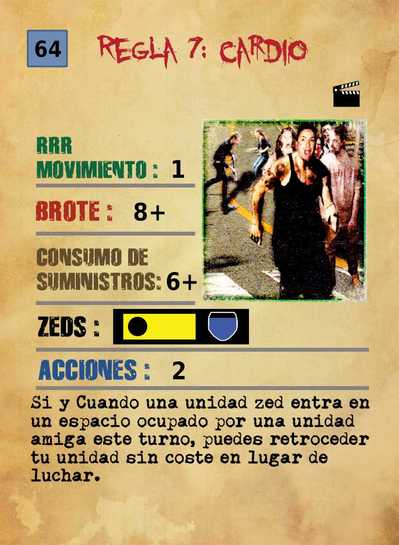 64
REGLA 7: CARDIO
RRR
MOVIMIENTO : 1
BROTE : 8+
CONSUMO DE
SUMINISTROS: 6+
ZEDS :
ACCIONES : 2
Si y Cuando una unidad zed entra en
un espacio ocupado por una unidad
amiga este turno, puedes retroceder
tu unidad sin coste en lugar de
luchar.